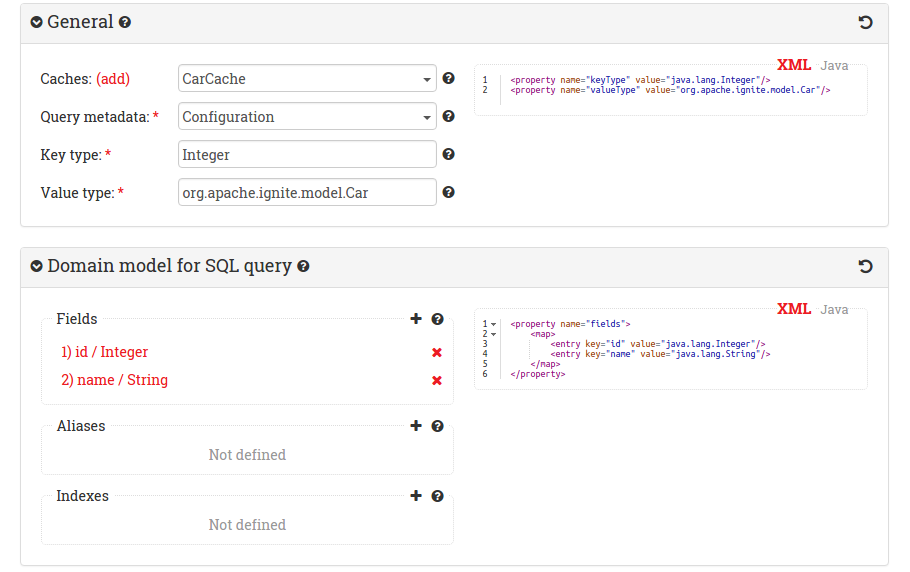 General
Caches: (add)
CarCache
Query metadata: *
Configuration
Key type: *
Integer
Value type: *
org.apache.ignite.model.Car
XML Java
1 <property name="keyType" value="java.lang.Integer"/>
2 <property name="valueType" value="org.apache.ignite.model.Car"/>
Domain model for SQL query
Fields
1) id / Integer
2) name / String
Aliases
Not defined
Indexes
Not defined
XML Java
1 <property name="fields">
2 <map>
3 <entry key="id" value="java.lang.Integer"/>
4 <entry key="name" value="java.lang.String"/>
5 </map>
6 </property>